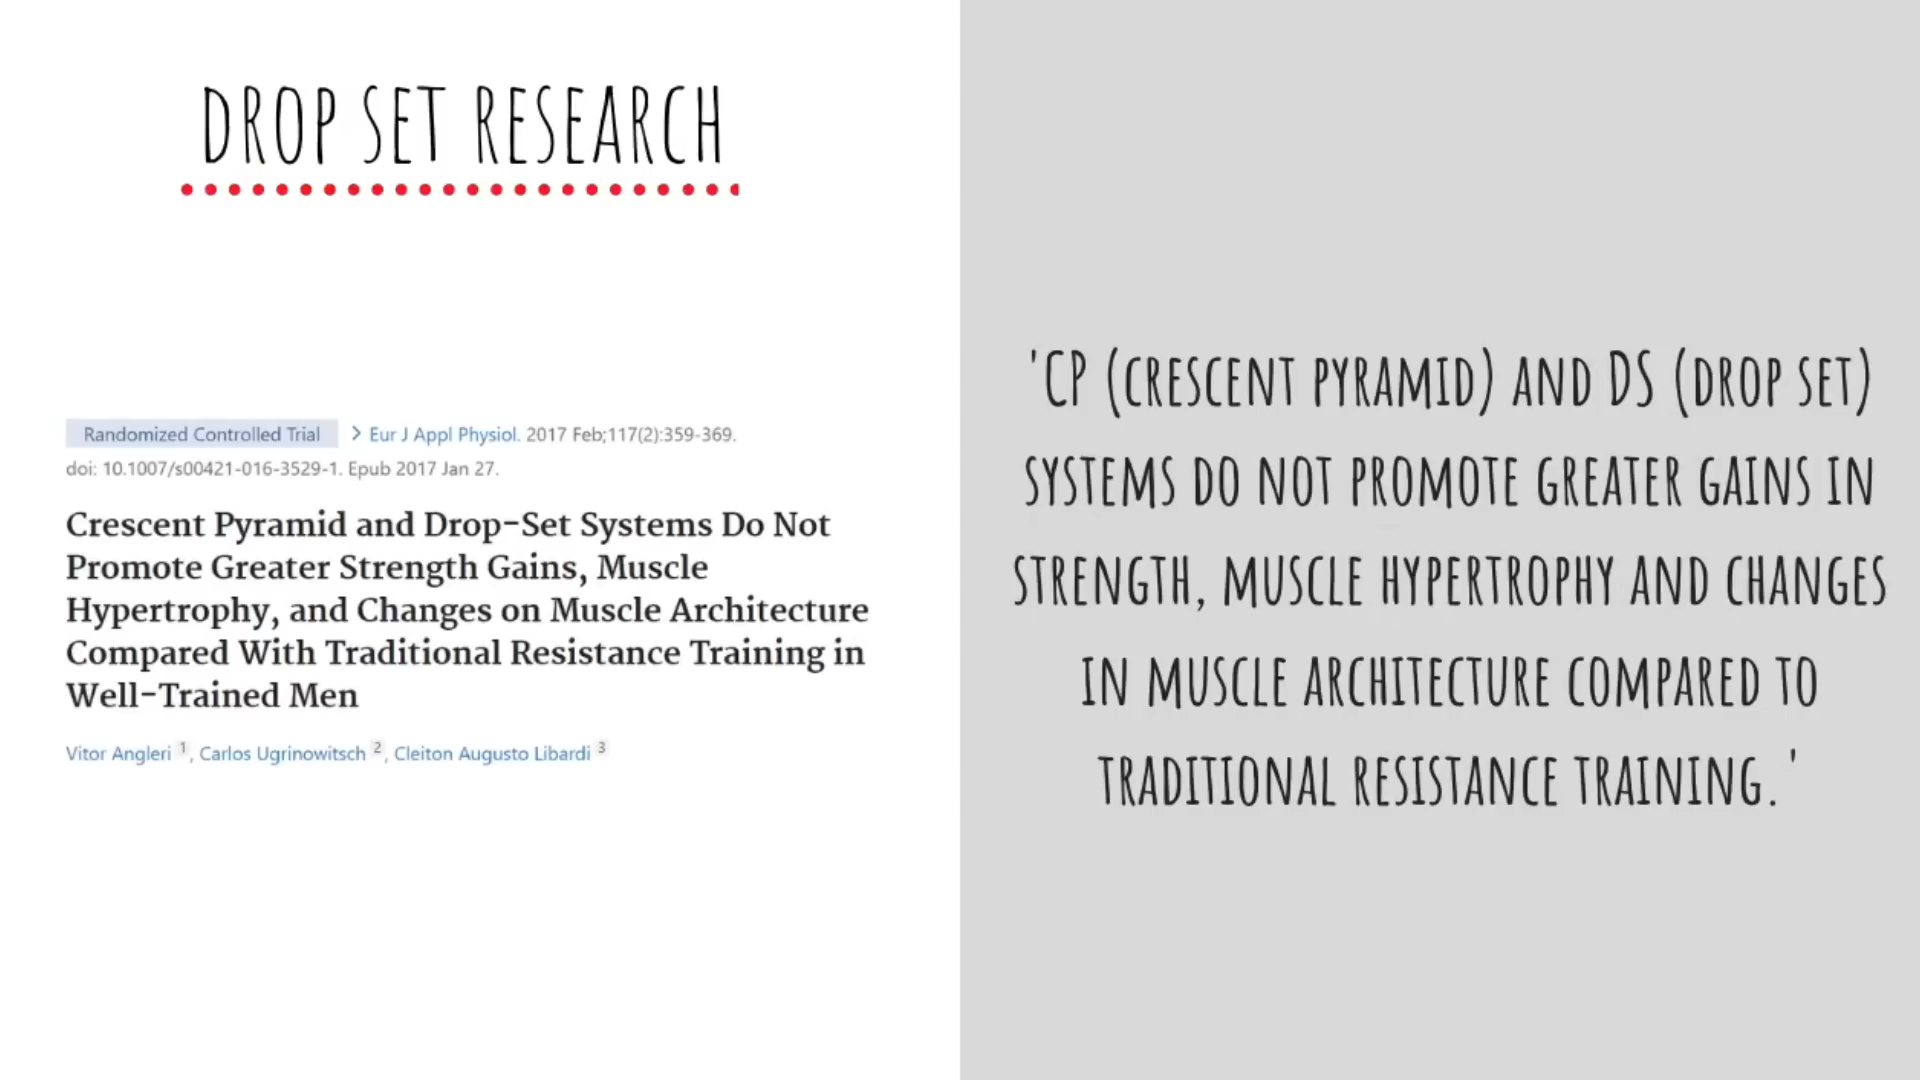 DROP SET RESEARCH
Randomized Controlled Trial > Eur J Appl Physiol. 2017 Feb;117(2):359-369.
doi: 10.1007/s00421-016-3529-1. Epub 2017 Jan 27.
Crescent Pyramid and Drop-Set Systems Do Not
Promote Greater Strength Gains, Muscle
Hypertrophy, and Changes on Muscle Architecture
Compared With Traditional Resistance Training in
Well-Trained Men
Vitor Angleri 1, Carlos Ugrinowitsch 2, Cleiton Augusto Libardi 3
'CP (CRESCENT PYRAMID) AND DS (DROP SET)
SYSTEMS DO NOT PROMOTE GREATER GAINS IN
STRENGTH, MUSCLE HYPERTROPHY AND CHANGES
IN MUSCLE ARCHITECTURE COMPARED TO
TRADITIONAL RESISTANCE TRAINING.'